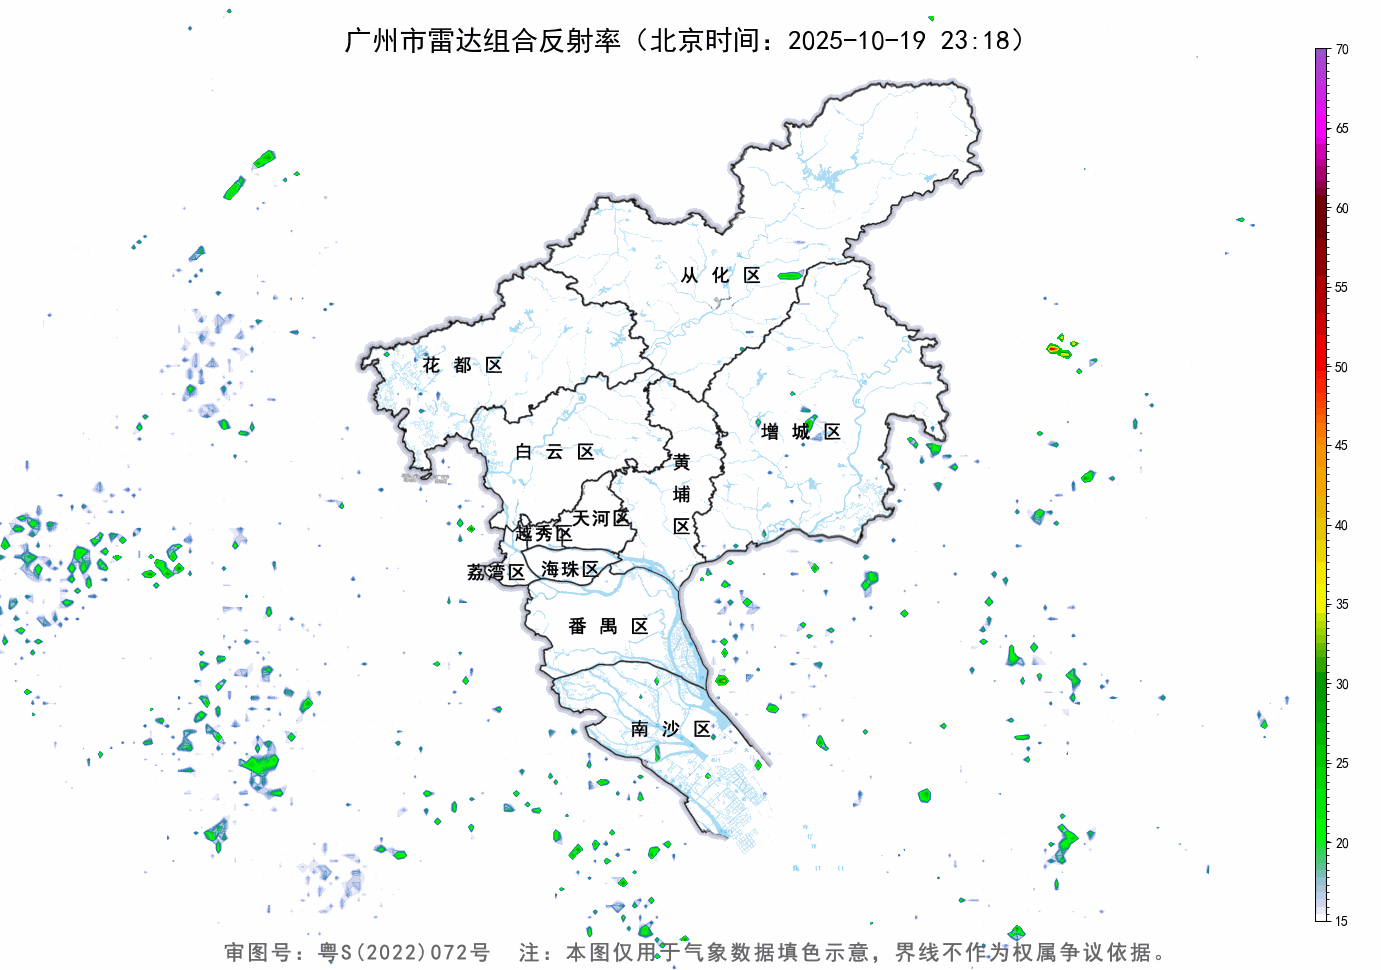 广州市雷达组合反射率（北京时间：2025-10-19 23:18）
70
65
60
55
50
45
40
35
30
25
20
15
从化区
花都区
增城区
白云区
黄埔区
天河区
越秀区
荔湾区
海珠区
番禺区
南沙区
审图号：粤S(2022)072号 注：本图仅用于气象数据填色示意，界线不作为权属争议依据。